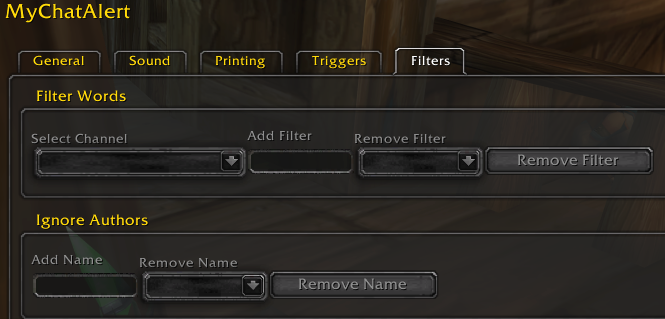 MyChatAlert
General Sound Printing Triggers Filters
Filter Words
Select Channel Add Filter Remove Filter
Remove Filter
Ignore Authors
Add Name Remove Name
Remove Name